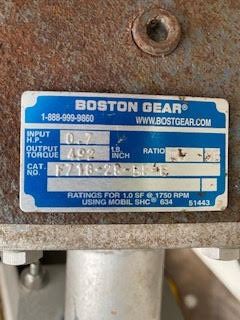 BOSTON GEAR®
1-888-999-9860 WWW.BOSTGEAR.COM
INPUT H.P. 0.7
OUTPUT TORQUE 492 LB. INCH RATIO
CAT. NO.
RATINGS FOR 1.0 SF @ 1750 RPM
USING MOBIL SHC® 634 51443